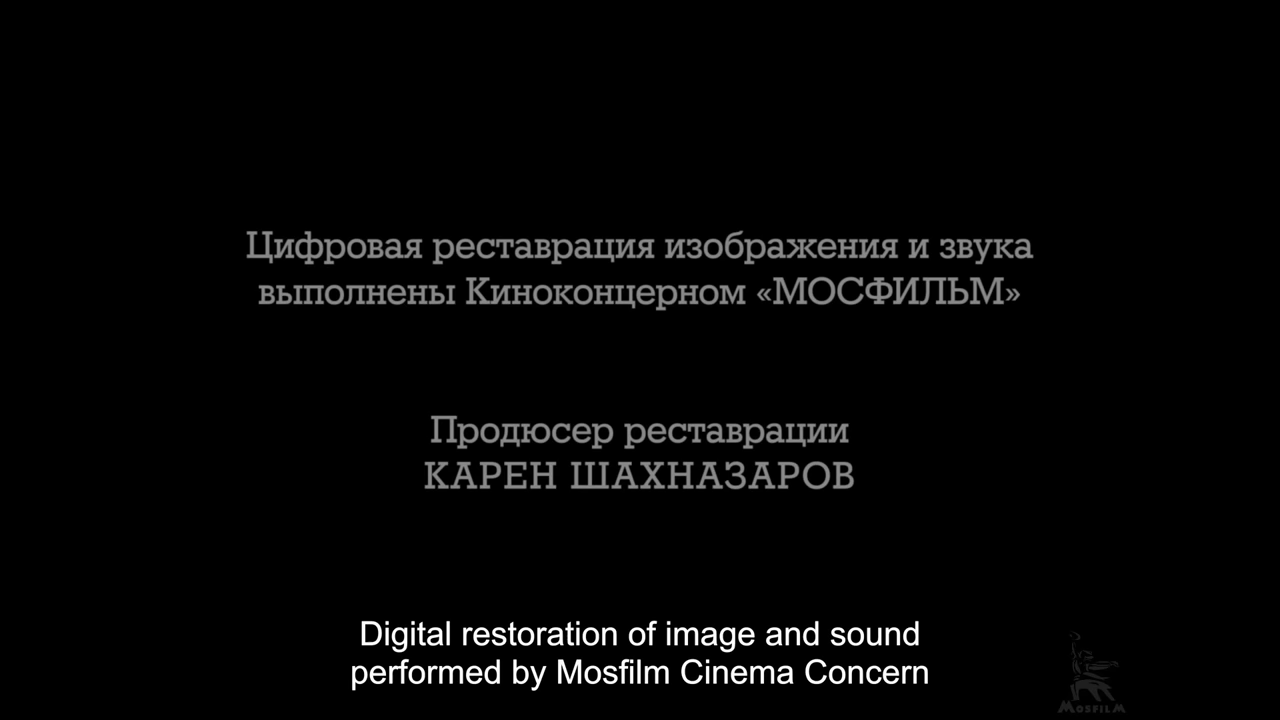 Цифровая реставрация изображения и звука
выполнены Киноконцерном «МОСФИЛЬМ»
Продюсер реставрации
КАРЕН ШАХНАЗАРОВ
Digital restoration of image and sound
performed by Mosfilm Cinema Concern
MOSFILM